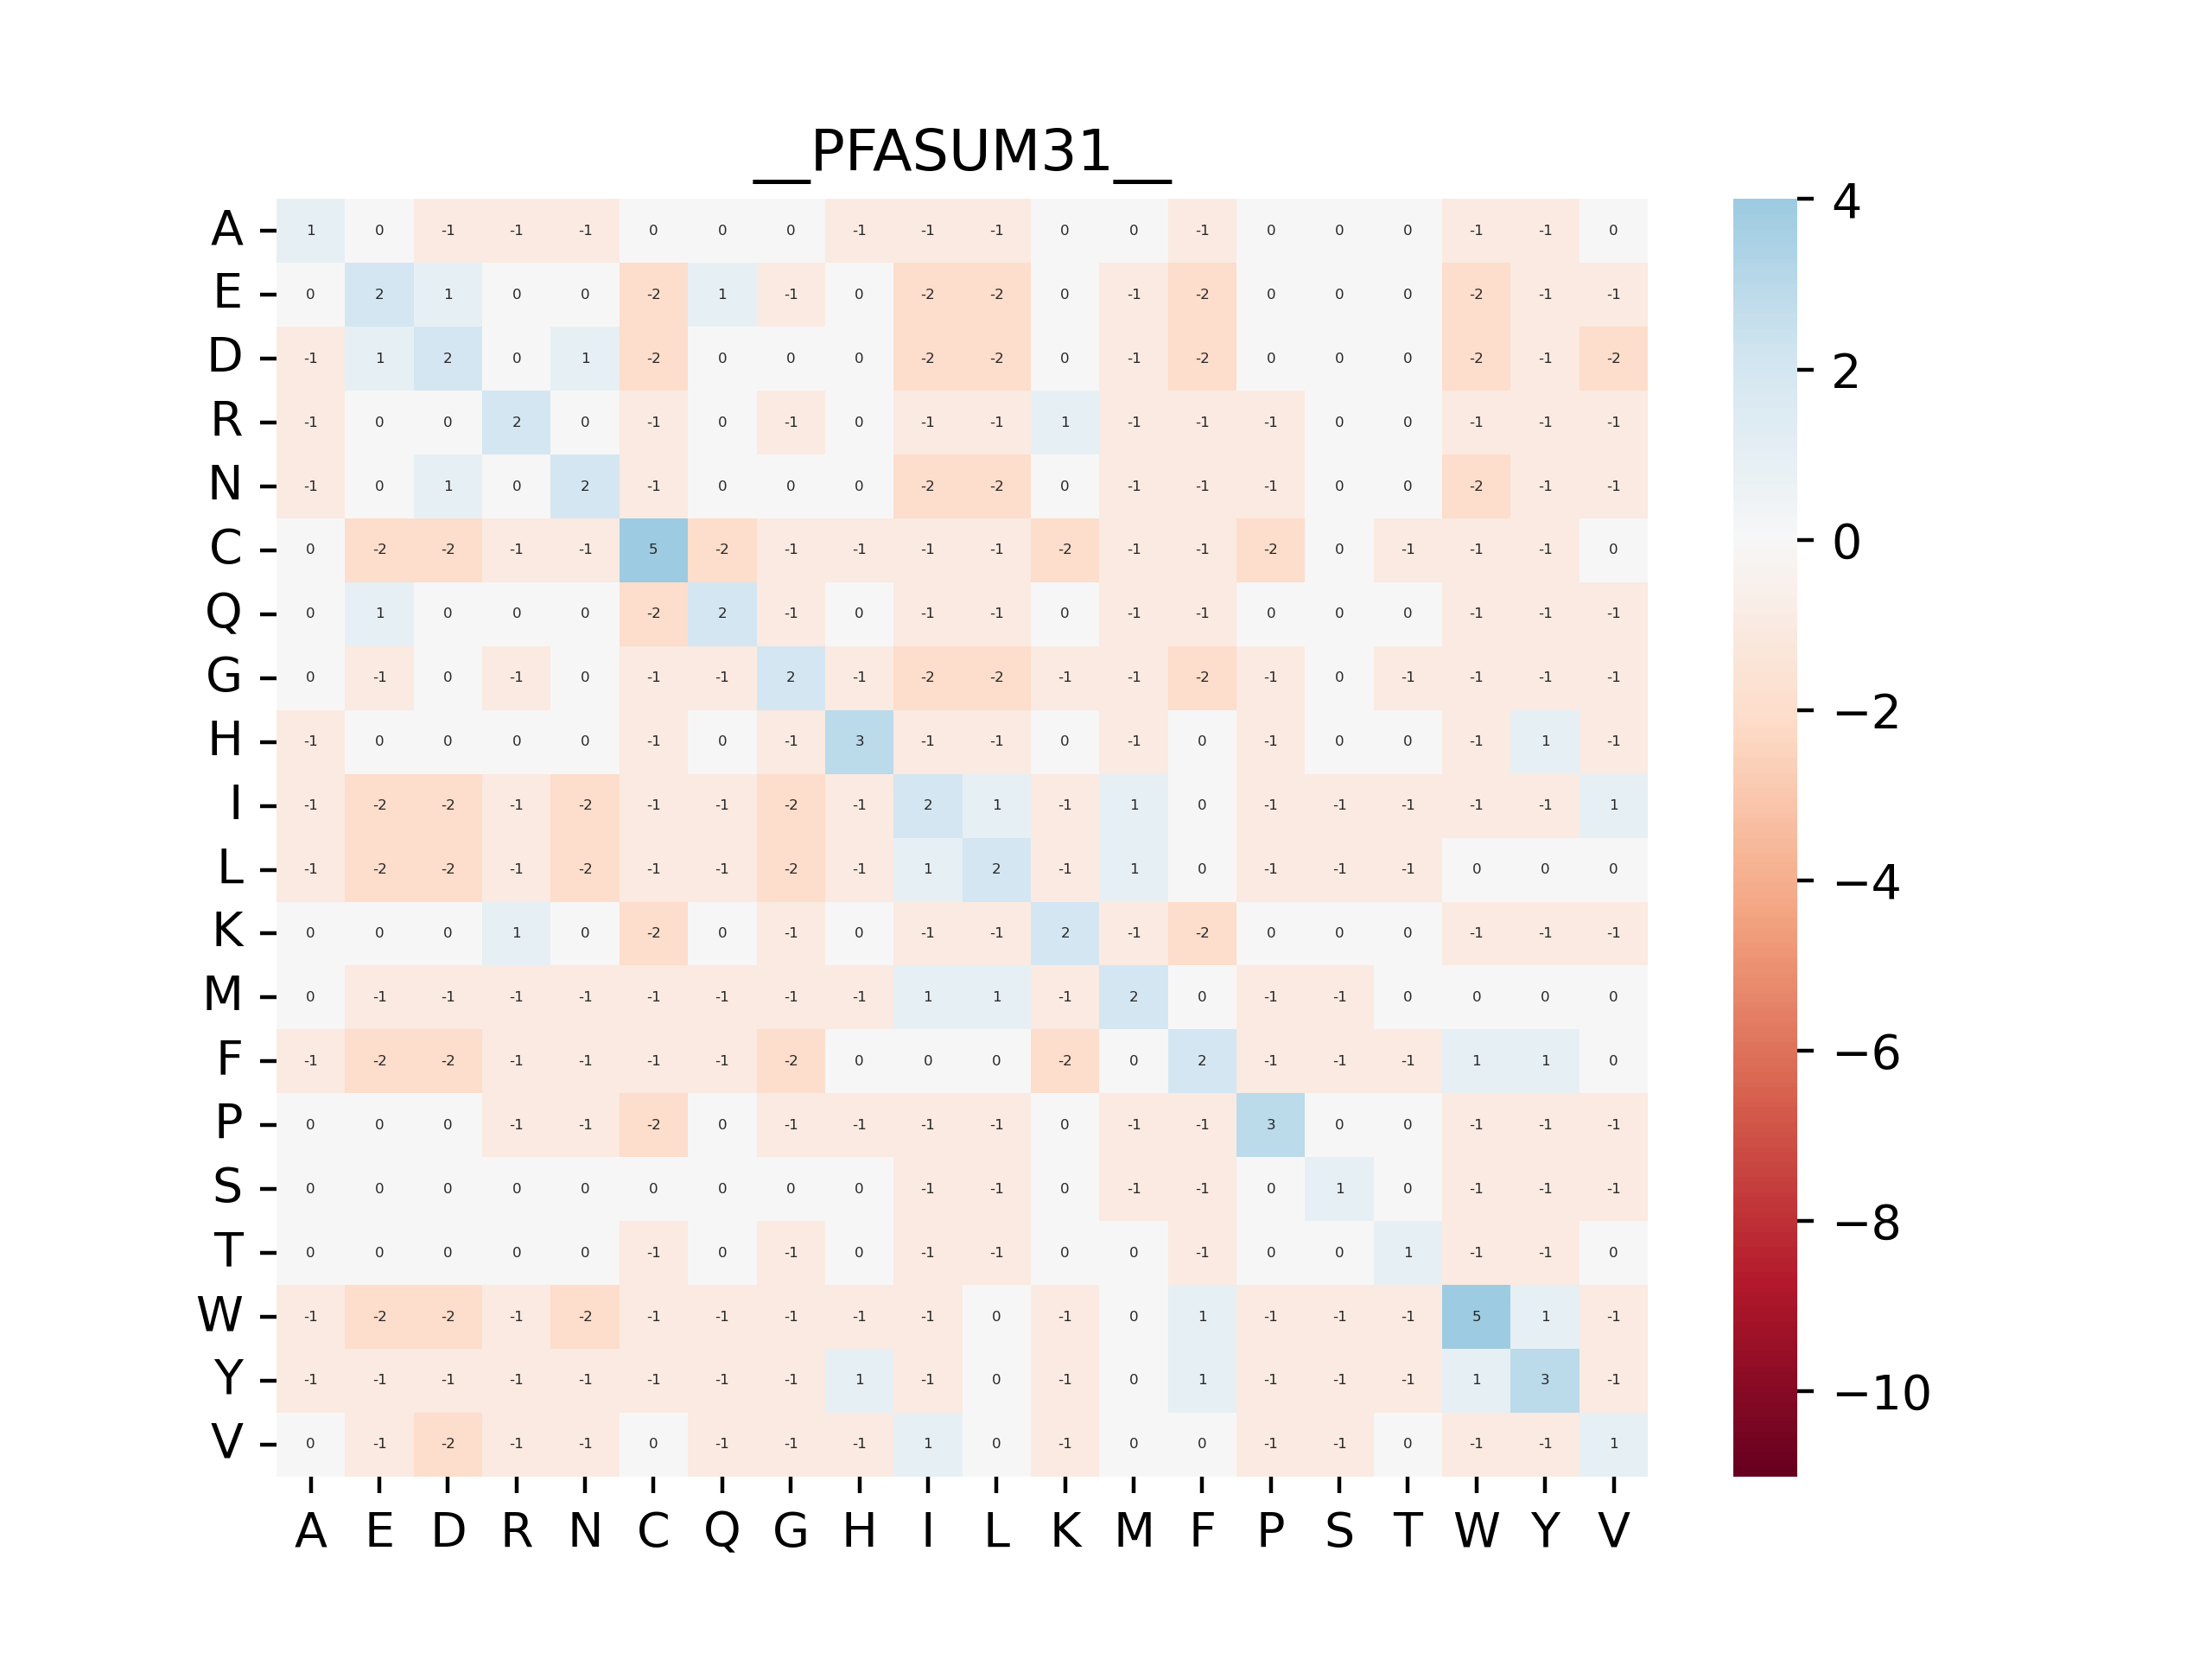 __PFASUM31__
A 1 0 -1 -1 -1 0 0 0 -1 -1 -1 0 0 -1 0 0 0 -1 -1 0 4
E 0 2 1 0 0 -2 1 -1 0 -2 -2 0 -1 -2 0 0 0 -2 -1 -1
D -1 1 2 0 1 -2 0 0 0 -2 -2 0 -1 -2 0 0 0 -2 -1 -2 2
R -1 0 0 2 0 -1 0 -1 0 -1 -1 1 -1 -1 -1 0 0 -1 -1 -1
N -1 0 1 0 2 -1 0 0 0 -2 -2 0 -1 -1 -1 0 0 -2 -1 -1
C 0 -2 -2 -1 -1 5 -2 -1 -1 -1 -1 -2 -1 -1 -2 0 -1 -1 -1 0 0
Q 0 1 0 0 0 -2 2 -1 0 -1 -1 0 -1 -1 0 0 0 -1 -1 -1
G 0 -1 0 -1 0 -1 -1 2 -1 -2 -2 -1 -1 -2 -1 0 -1 -1 -1 -1
−2
H -1 0 0 0 0 -1 0 -1 3 -1 -1 0 -1 0 -1 0 0 -1 1 -1
I -1 -2 -2 -1 -2 -1 -1 -2 -1 2 1 -1 1 0 -1 -1 -1 -1 -1 1
L -1 -2 -2 -1 -2 -1 -1 -2 -1 1 2 -1 1 0 -1 -1 -1 0 0 0 −4
K 0 0 0 1 0 -2 0 -1 0 -1 -1 2 -1 -2 0 0 0 -1 -1 -1
M 0 -1 -1 -1 -1 -1 -1 -1 -1 1 1 -1 2 0 -1 -1 0 0 0 0
F -1 -2 -2 -1 -1 -1 -1 -2 0 0 0 -2 0 2 -1 -1 -1 1 1 0 −6
P 0 0 0 -1 -1 -2 0 -1 -1 -1 -1 0 -1 -1 3 0 0 -1 -1 -1
S 0 0 0 0 0 0 0 0 0 -1 -1 0 -1 -1 0 1 0 -1 -1 -1
−8
T 0 0 0 0 0 -1 0 -1 0 -1 -1 0 0 -1 0 0 1 -1 -1 0
W -1 -2 -2 -1 -2 -1 -1 -1 -1 -1 0 -1 0 1 -1 -1 -1 5 1 -1
Y -1 -1 -1 -1 -1 -1 -1 -1 1 -1 0 -1 0 1 -1 -1 -1 1 3 -1 −10
V 0 -1 -2 -1 -1 0 -1 -1 -1 1 0 -1 0 0 -1 -1 0 -1 -1 1
A E D R N C Q G H I L K M F P S T W Y V